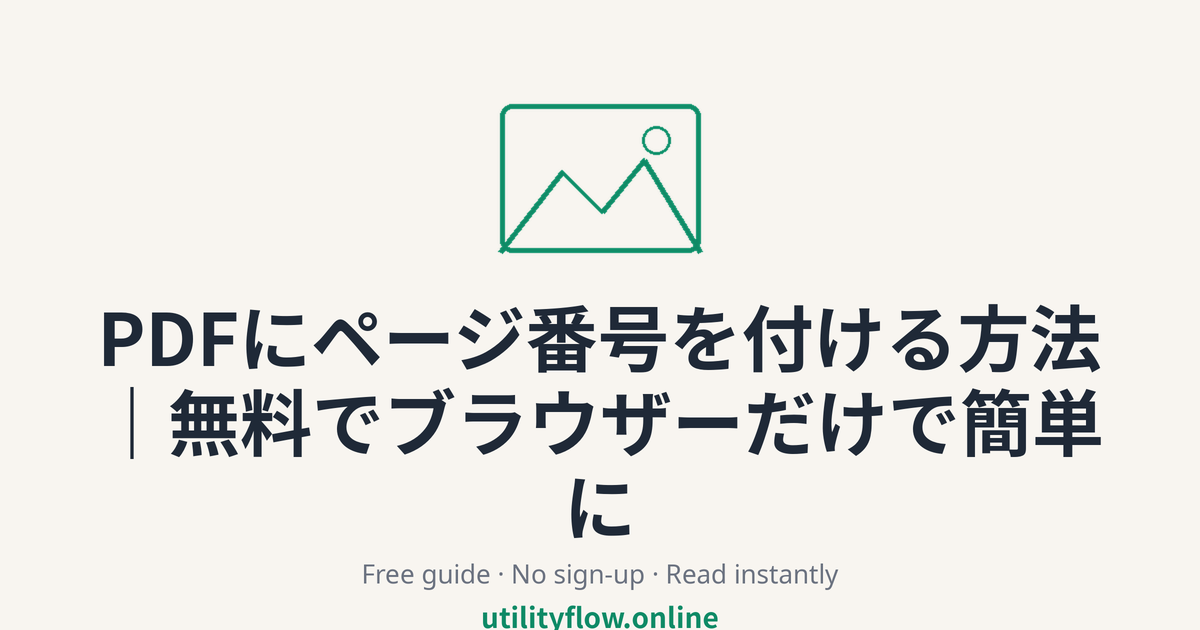 PDFにページ番号を付ける方法
｜無料でブラウザーだけで簡単
に
Free guide · No sign-up · Read instantly
utilityflow.online